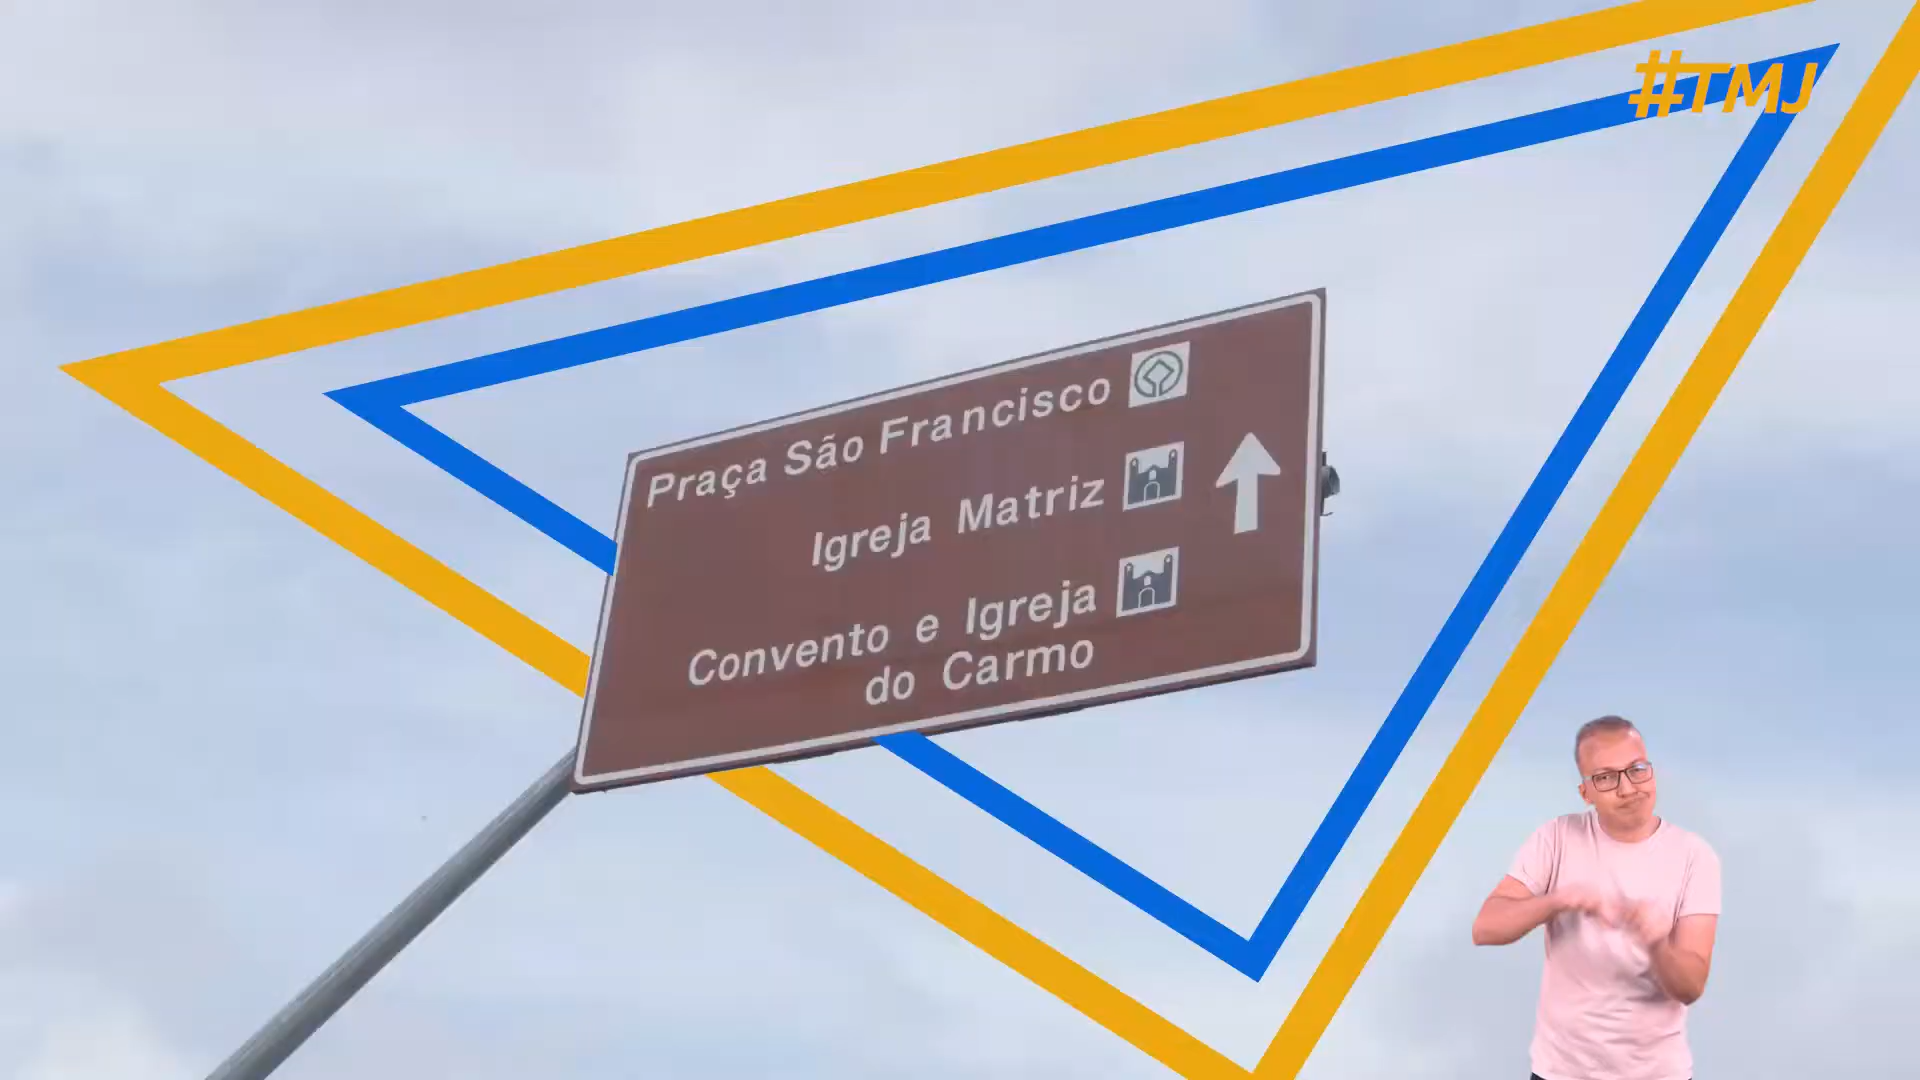 #TMJ
Praça São Francisco
Igreja Matriz
Convento e Igreja
do Carmo